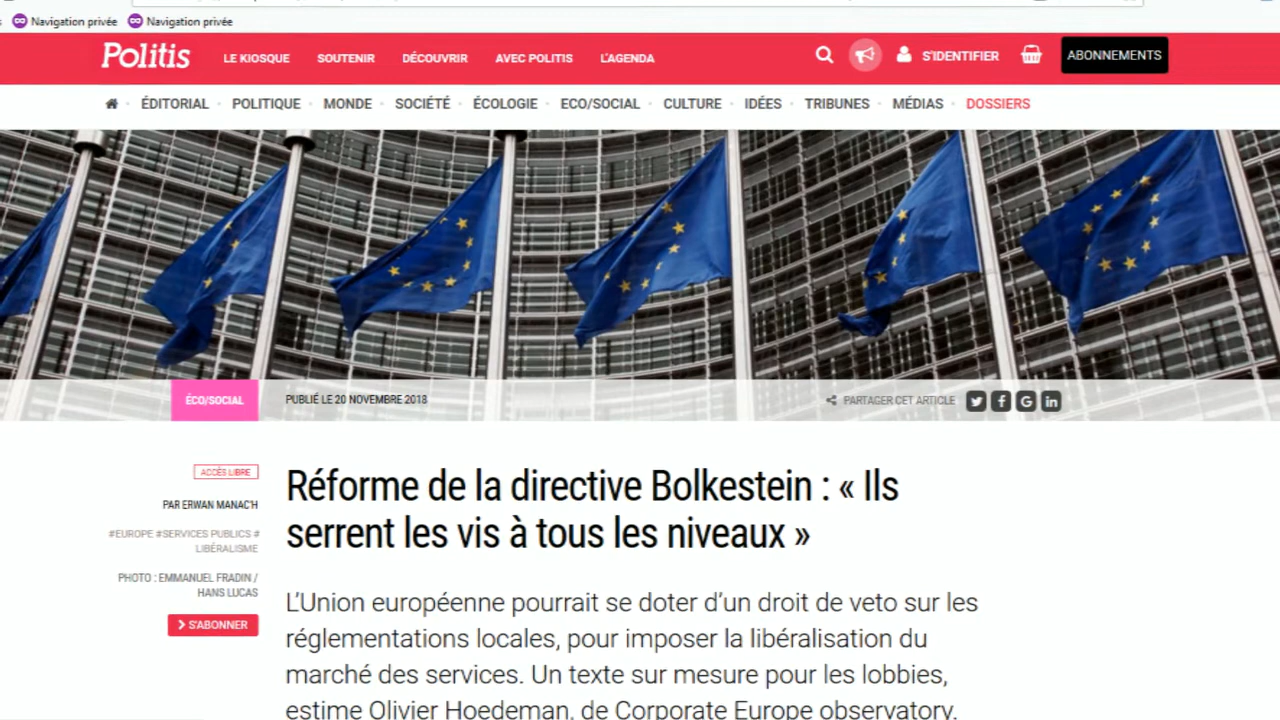 Navigation privée Navigation privée
Politis LE KIOSQUE SOUTENIR DÉCOUVRIR AVEC POLITIS L'AGENDA S'IDENTIFIER ABONNEMENTS
ÉDITORIAL POLITIQUE MONDE SOCIÉTÉ ÉCOLOGIE ECO/SOCIAL CULTURE IDÉES TRIBUNES MÉDIAS DOSSIERS
ÉCO/SOCIAL PUBLIÉ LE 20 NOVEMBRE 2018 PARTAGER CET ARTICLE
ACCÈS LIBRE
PAR ERWAN MANAC'H
#EUROPE #SERVICES PUBLICS #
LIBÉRALISME
PHOTO : EMMANUEL FRADIN /
HANS LUCAS
S'ABONNER
Réforme de la directive Bolkestein : « Ils
serrent les vis à tous les niveaux »
L'Union européenne pourrait se doter d'un droit de veto sur les
réglementations locales, pour imposer la libéralisation du
marché des services. Un texte sur mesure pour les lobbies,
estime Olivier Hoedeman, de Corporate Europe observatory.